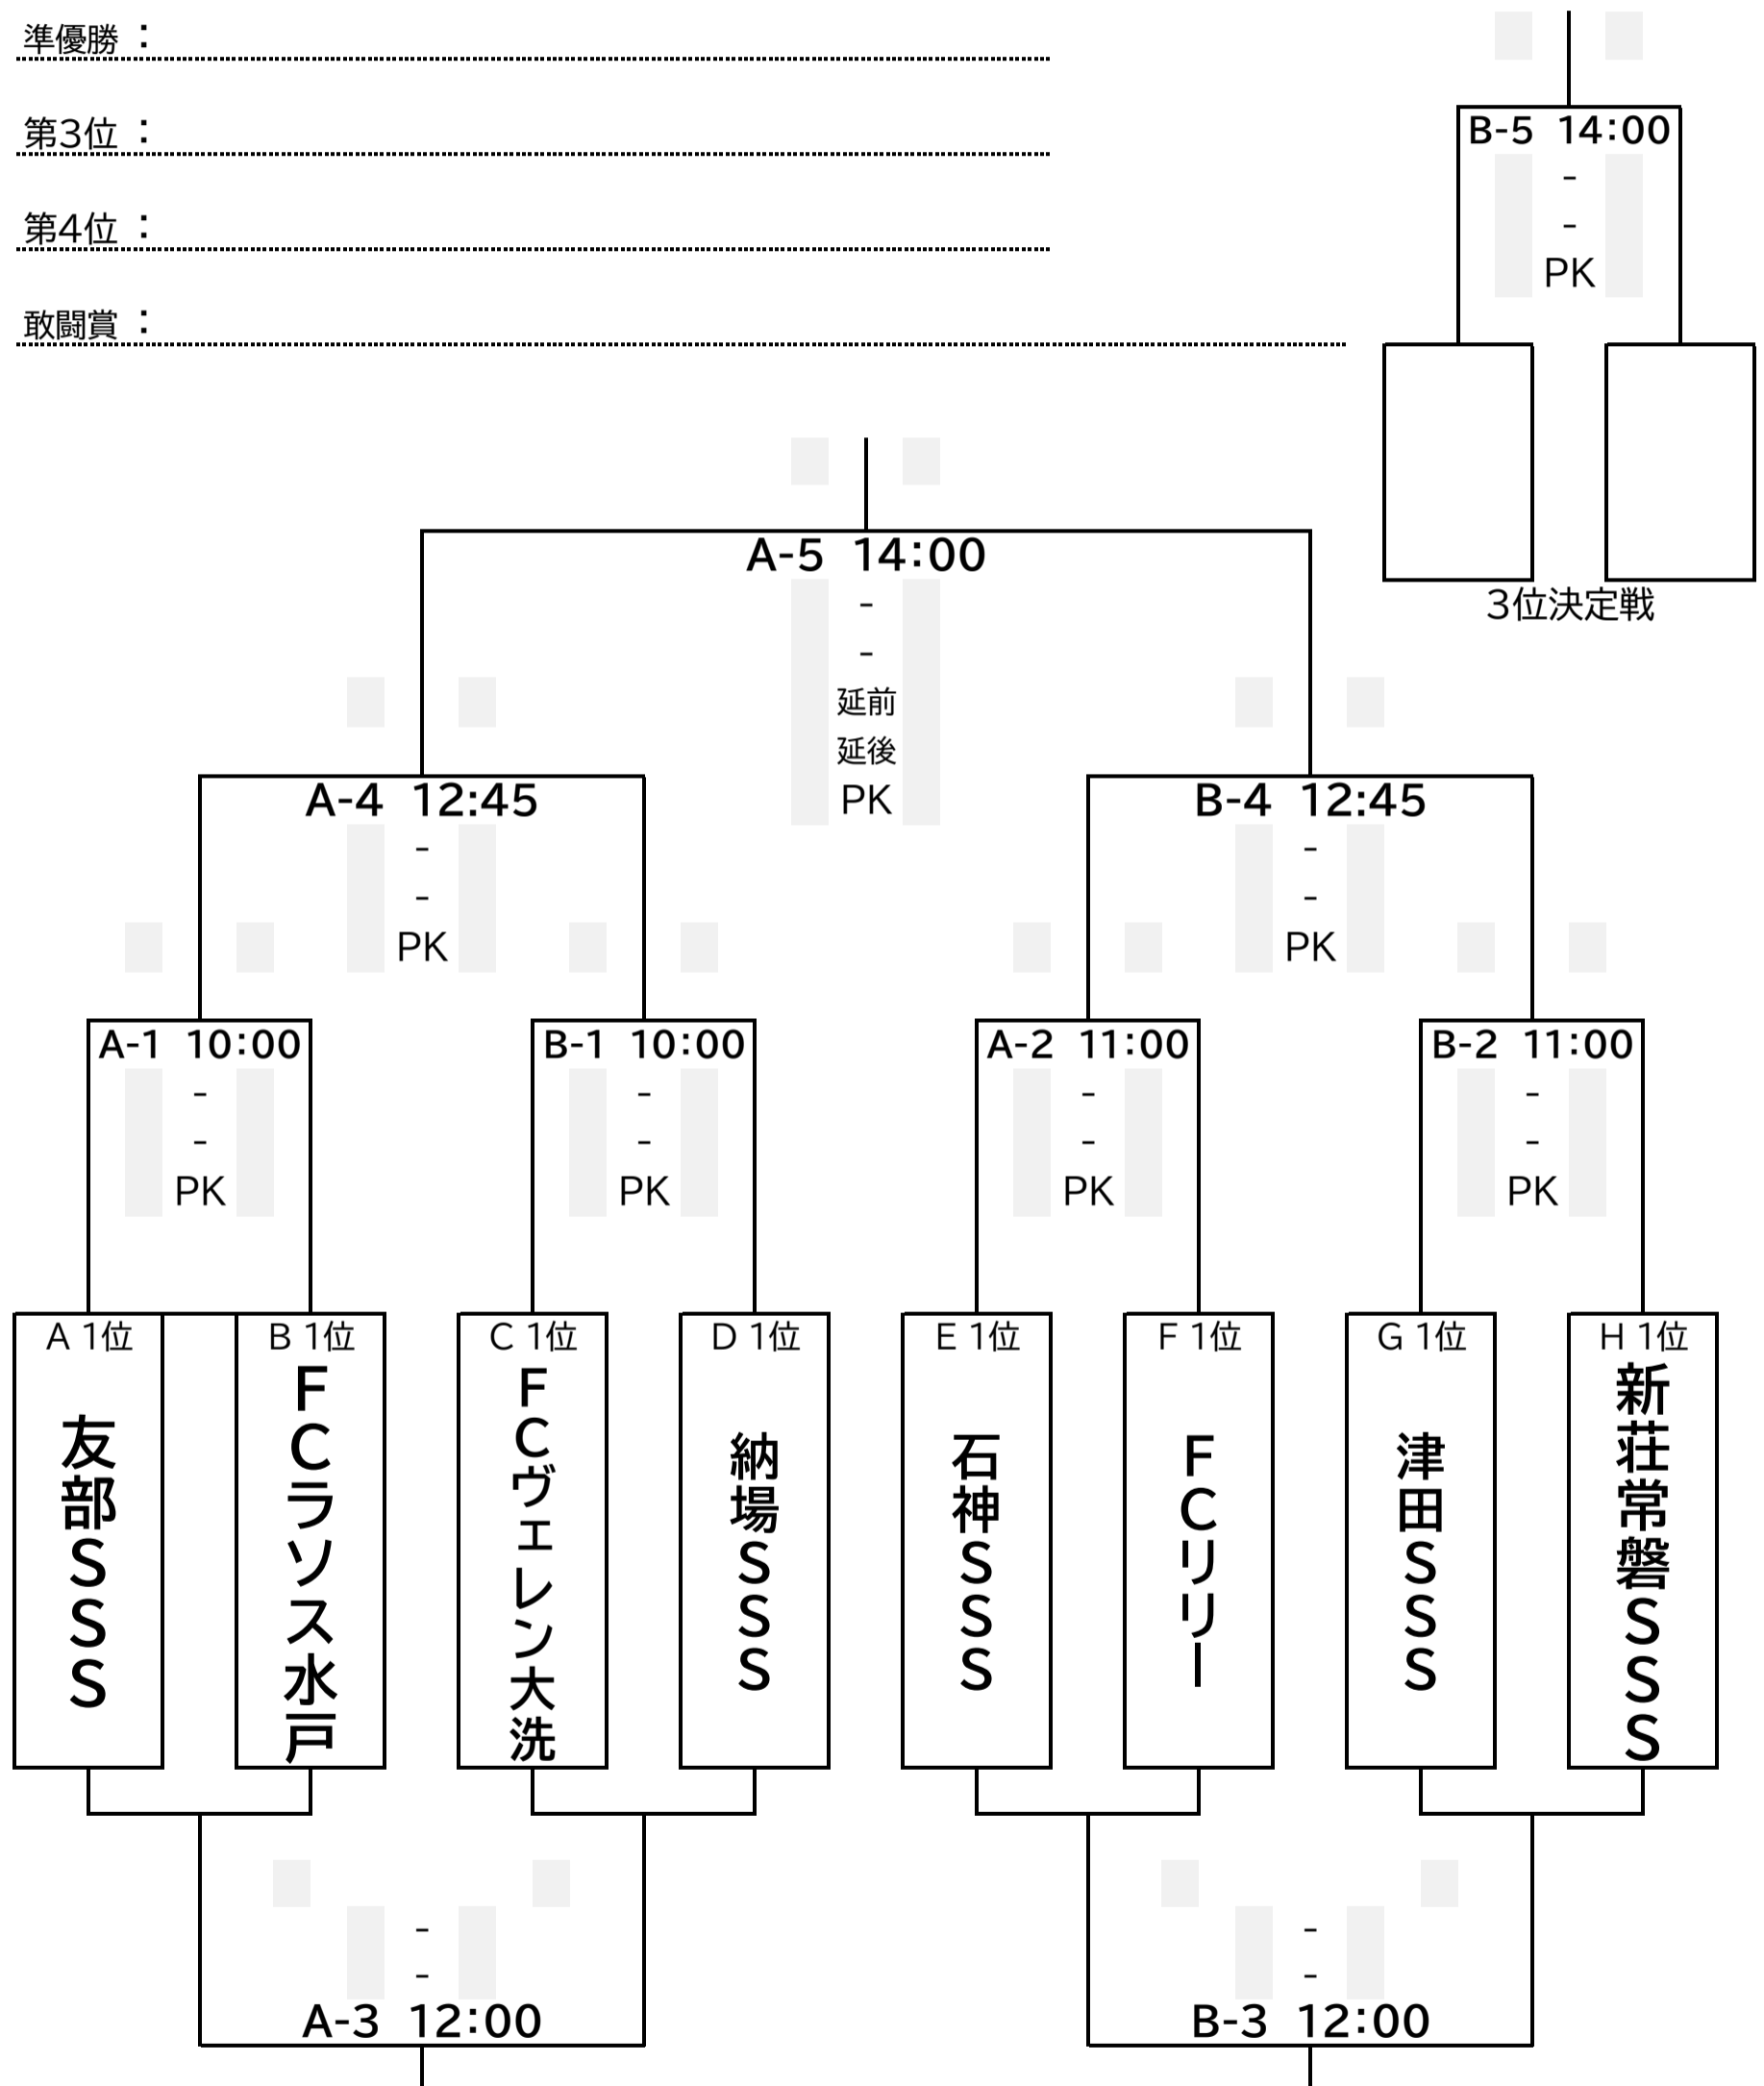 準優勝 ：
第3位 ：
第4位 ：
敢闘賞 ：
B-5 14:00
-
-
PK
3位決定戦
A-5 14:00
-
-
延前
延後
PK
A-4 12:45
-
-
PK
B-4 12:45
-
-
PK
A-1 10:00
-
-
PK
B-1 10:00
-
-
PK
A-2 11:00
-
-
PK
B-2 11:00
-
-
PK
A 1位
友部ＳＳＳ
B 1位
ＦＣラソス水戸
C 1位
ＦＣヴェレン大洗
D 1位
納場ＳＳＳ
E 1位
石神ＳＳＳ
F 1位
ＦＣリリー
G 1位
津田ＳＳＳ
H 1位
新荘常磐ＳＳＳ
-
-
A-3 12:00
-
-
B-3 12:00